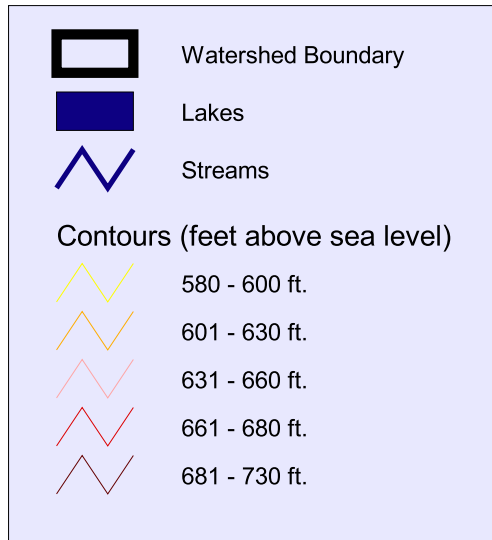 Watershed Boundary
Lakes
Streams
Contours (feet above sea level)
580 - 600 ft.
601 - 630 ft.
631 - 660 ft.
661 - 680 ft.
681 - 730 ft.